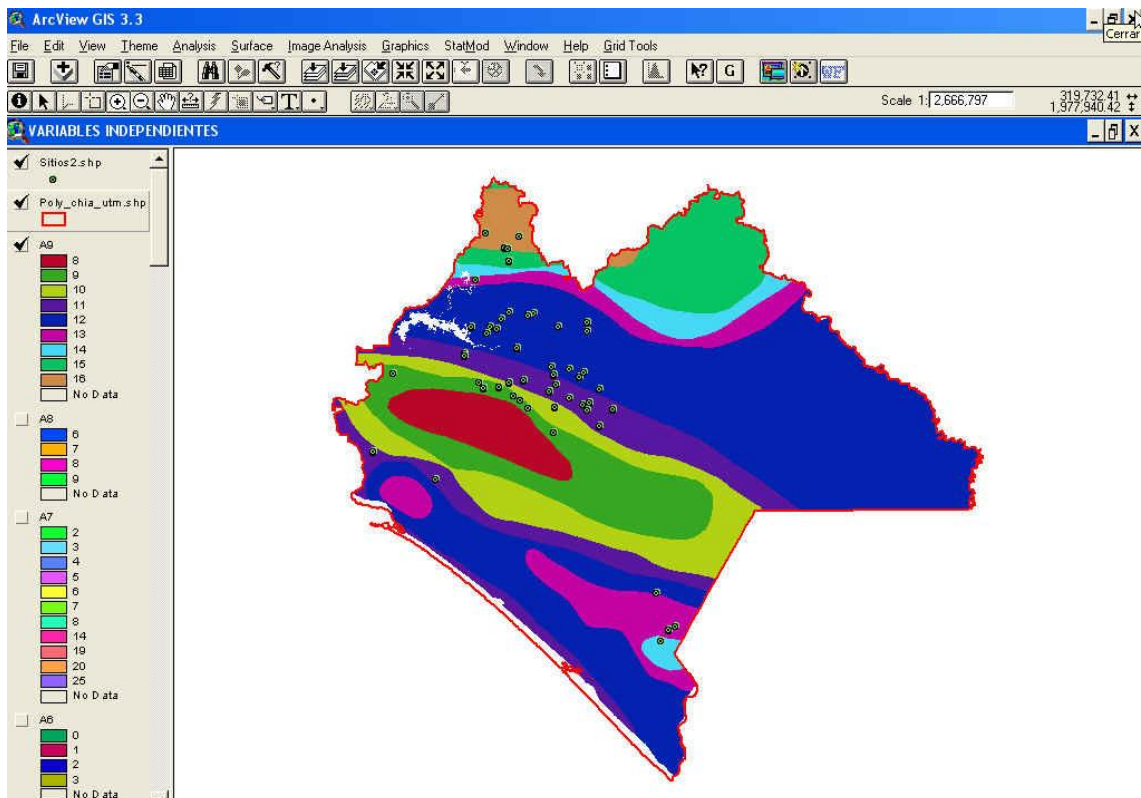 ArcView GIS 3.3
File Edit View Theme Analysis Surface Image Analysis Graphics StatMod Window Help Grid Tools
Cerrar
G
T
Scale 1: 2,666,797
319,732.41
1,977,940.42
VARIABLES INDEPENDIENTES
Sitios2.shp
Poly_chia_utm.shp
A9
8
9
10
11
12
13
14
15
16
No Data
A8
6
7
8
9
No Data
A7
2
3
4
5
6
7
8
14
19
20
25
No Data
A6
0
1
2
3
No Data